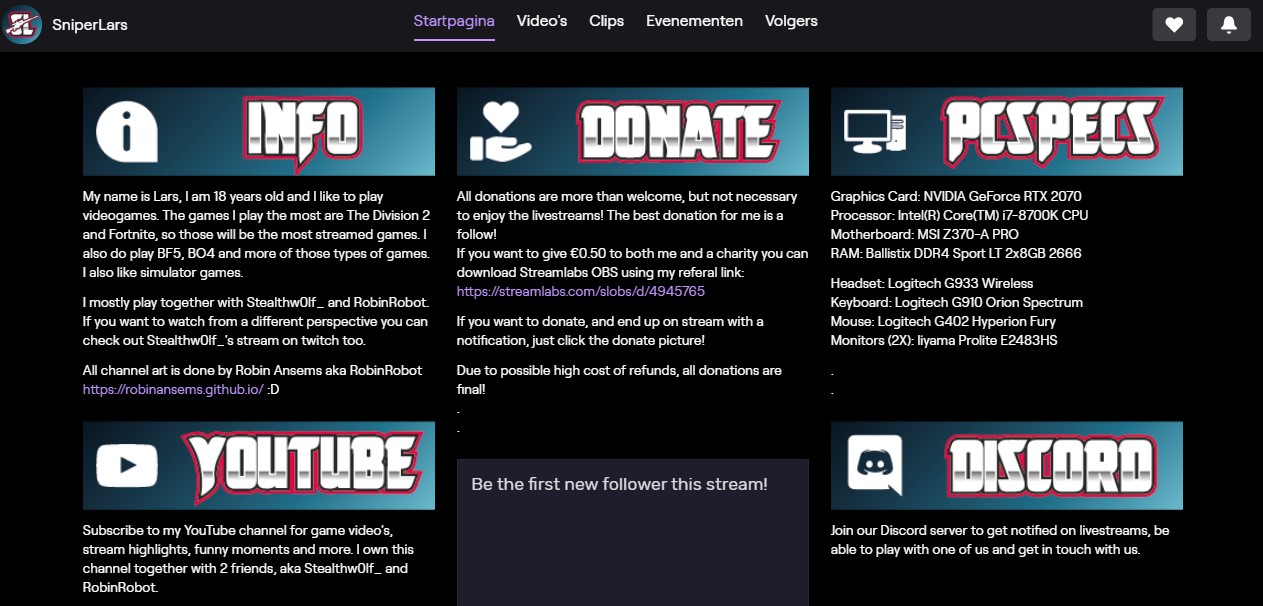 SL
SniperLars
Startpagina
Video's
Clips
Evenementen
Volgers
INFO
My name is Lars, I am 18 years old and I like to play
videogames. The games I play the most are The Division 2
and Fortnite, so those will be the most streamed games. I
also do play BF5, BO4 and more of those types of games.
I also like simulator games.
I mostly play together with Stealthw0lf_ and RobinRobot.
If you want to watch from a different perspective you can
check out Stealthw0lf_'s stream on twitch too.
All channel art is done by Robin Ansems aka RobinRobot
https://robinansems.github.io/ :D
DONATE
All donations are more than welcome, but not necessary
to enjoy the livestreams! The best donation for me is a
follow!
If you want to give €0.50 to both me and a charity you can
download Streamlabs OBS using my referal link:
https://streamlabs.com/slobs/d/4945765
If you want to donate, and end up on stream with a
notification, just click the donate picture!
Due to possible high cost of refunds, all donations are
final!
.
.
PCSPECS
Graphics Card: NVIDIA GeForce RTX 2070
Processor: Intel(R) Core(TM) i7-8700K CPU
Motherboard: MSI Z370-A PRO
RAM: Ballistix DDR4 Sport LT 2x8GB 2666
Headset: Logitech G933 Wireless
Keyboard: Logitech G910 Orion Spectrum
Mouse: Logitech G402 Hyperion Fury
Monitors (2X): Iiyama Prolite E2483HS
.
.
YOUTUBE
Subscribe to my YouTube channel for game video's,
stream highlights, funny moments and more. I own this
channel together with 2 friends, aka Stealthw0lf_ and
RobinRobot.
Be the first new follower this stream!
DISCORD
Join our Discord server to get notified on livestreams, be
able to play with one of us and get in touch with us.